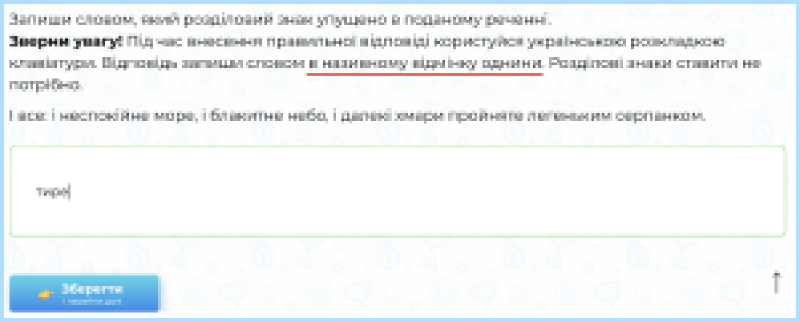 Запиши словом, який розділовий знак упущено в поданому реченні.
Зверни увагу! Під час внесення правильної відповіді користуйся українською розкладкою
клавіатури. Відповідь запиши словом в називному відмінку однини. Розділові знаки ставити не
потрібно.
І все: і неспокійне море, і блакитне небо, і далекі хмари пройняте легеньким серпанком.
тире
Зберегти
і перейти далі